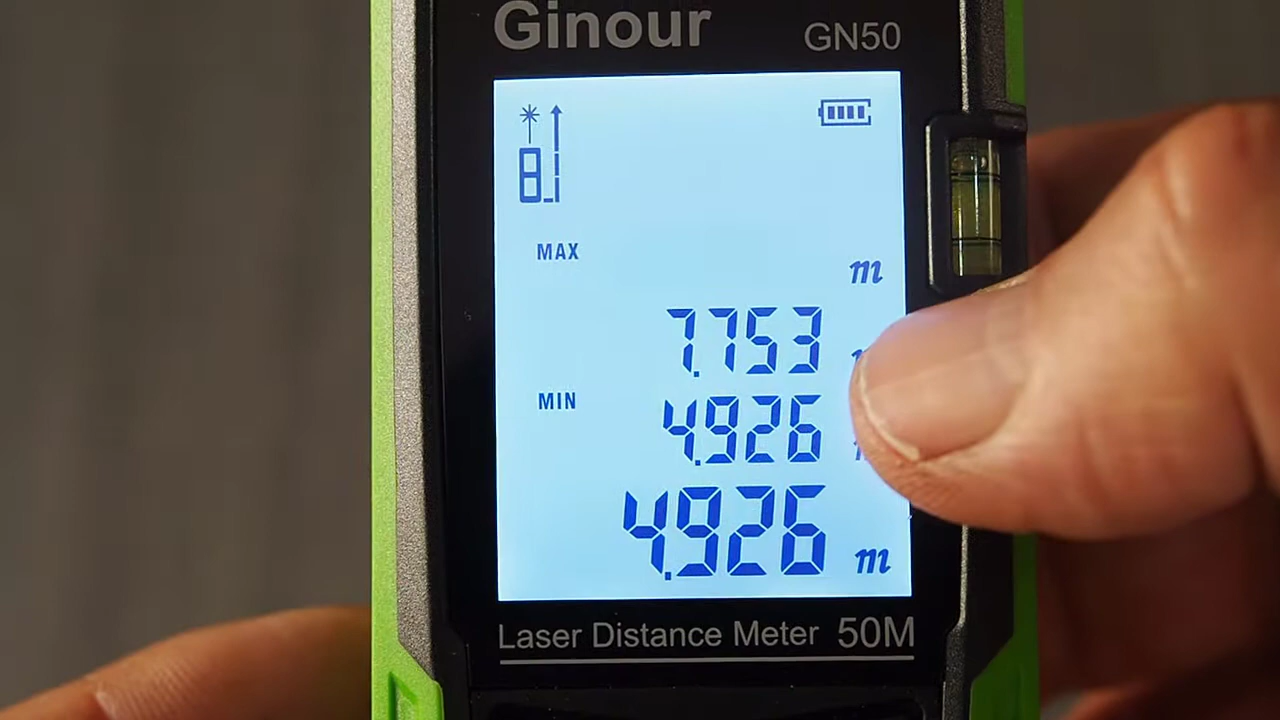 Ginour GN50
MAX
m
7.753
MIN 4.926
4.926 m
Laser Distance Meter 50M